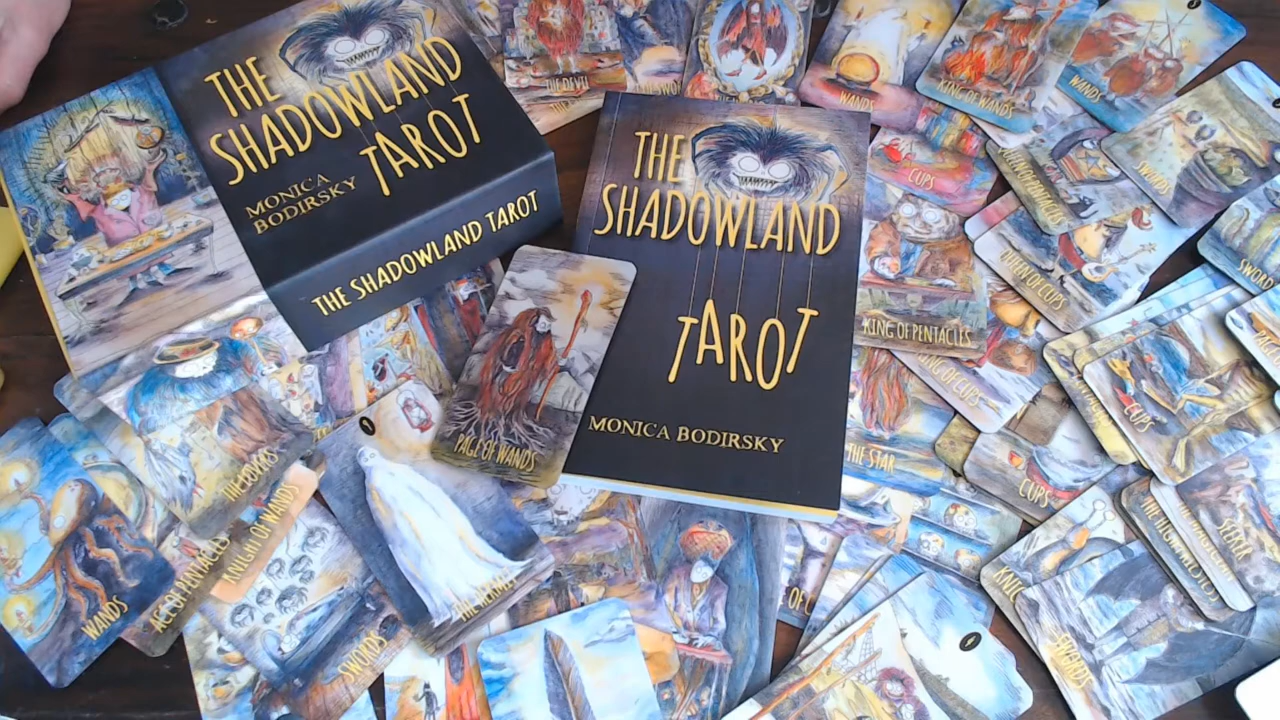 THE
SHADOWLAND
TAROT
MONICA
BODIRSKY
THE SHADOWLAND TAROT
THE
SHADOWLAND
TAROT
MONICA BODIRSKY
PAGE OF WANDS
THE DEVIL
WANDS
KING OF WANDS
WANDS
CUPS
SWORDS
KING OF PENTACLES
QUEEN OF CUPS
SWORD
KING OF CUPS
CUPS
PAGE
THE STAR
CUPS
THE LOVERS
KNIGHT OF WANDS
ACE OF PENTACLES
WANDS
SWORDS
THE HERMIT
SEEKER
SWORDS